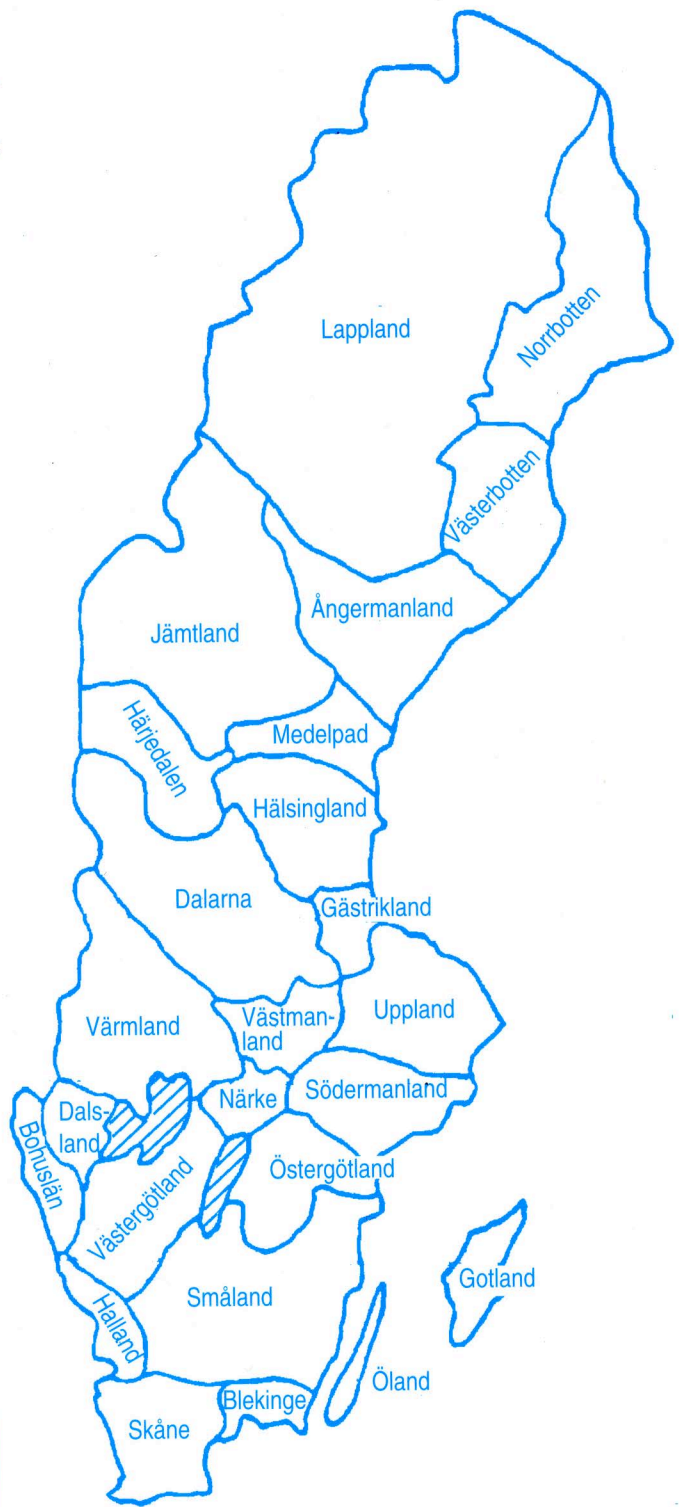 Lappland
Norrbotten
Västerbotten
Ångermanland
Jämtland
Härjedalen
Medelpad
Hälsingland
Dalarna
Gästrikland
Värmland
Västman-
land
Uppland
Närke
Södermanland
Dals-
land
Bohuslän
Västergötland
Östergötland
Gotland
Småland
Halland
Öland
Blekinge
Skåne